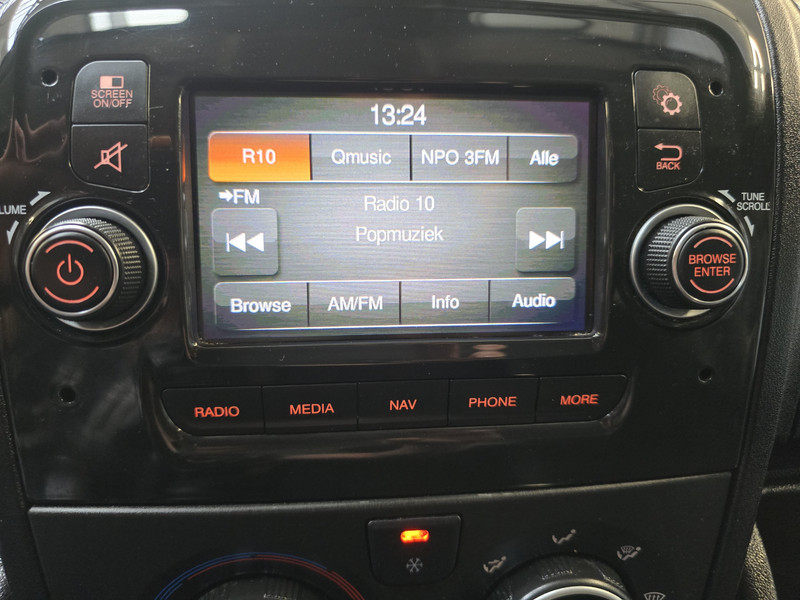 13:24
SCREEN
ON/OFF
R10 Qmusic NPO 3FM Alle
BACK
FM
Radio 10
Popmuziek
LUME
TUNE
SCROLL
BROWSE
ENTER
Browse AM/FM Info Audio
RADIO MEDIA NAV PHONE MORE